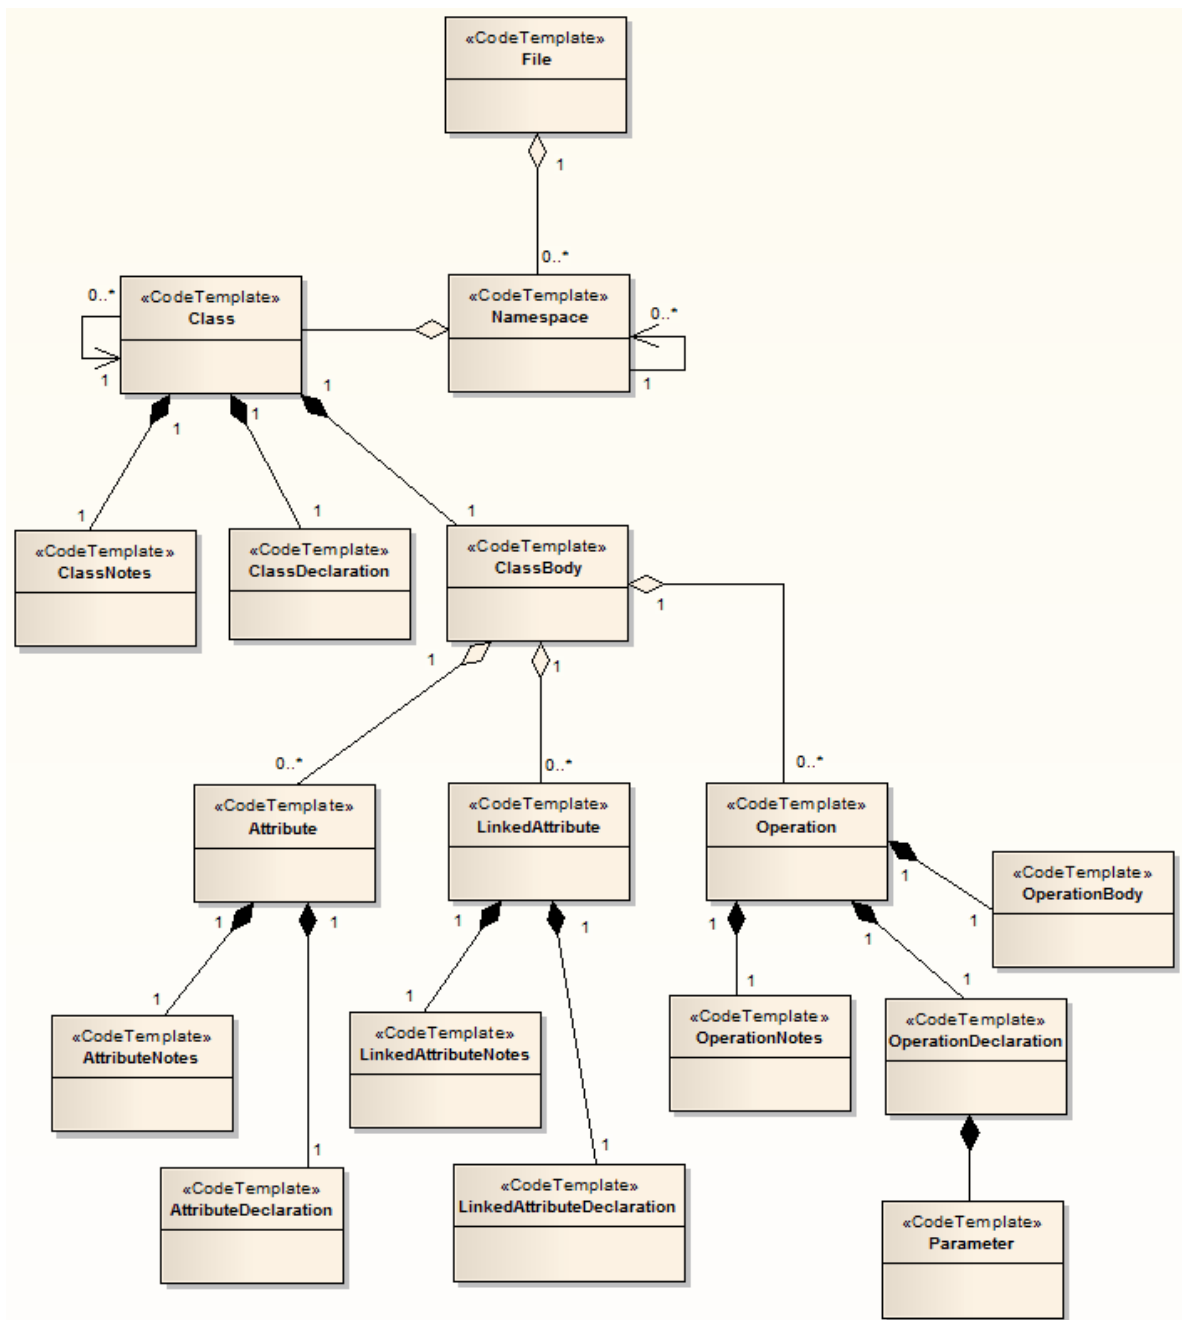 «CodeTemplate»
File
1
0..*
«CodeTemplate»
Class
0..*
1
«CodeTemplate»
Namespace
0..*
1
1
1
1
1
1
1
«CodeTemplate»
ClassNotes
«CodeTemplate»
ClassDeclaration
«CodeTemplate»
ClassBody
1
1
1
0..*
0..*
0..*
«CodeTemplate»
Attribute
«CodeTemplate»
LinkedAttribute
«CodeTemplate»
Operation
1
1
1
1
1
1
1
«CodeTemplate»
OperationBody
1
1
1
1
1
«CodeTemplate»
AttributeNotes
«CodeTemplate»
LinkedAttributeNotes
«CodeTemplate»
OperationNotes
«CodeTemplate»
OperationDeclaration
1
1
«CodeTemplate»
AttributeDeclaration
«CodeTemplate»
LinkedAttributeDeclaration
«CodeTemplate»
Parameter